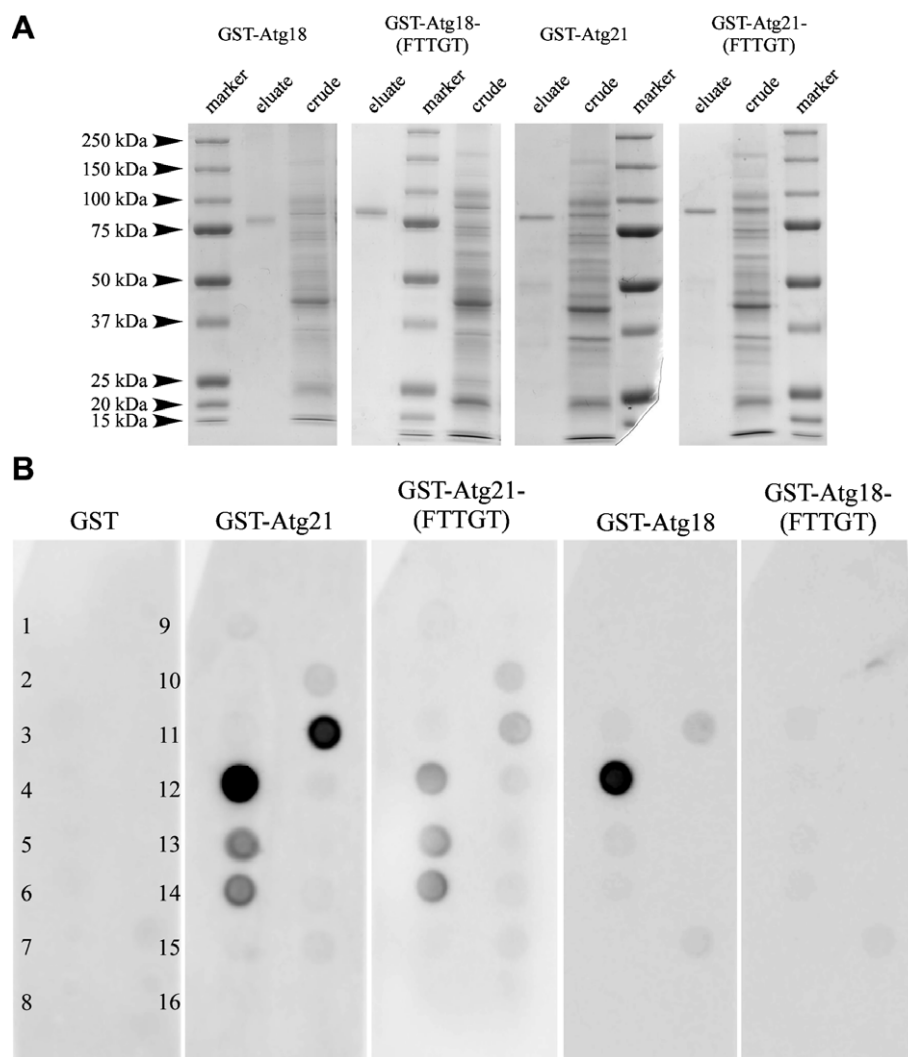 A
GST-Atg18
GST-Atg18-
(FTTGT)
GST-Atg21
GST-Atg21-
(FTTGT)
marker
eluate
crude
eluate
marker
crude
eluate
crude
marker
eluate
crude
marker
250 kDa
150 kDa
100 kDa
75 kDa
50 kDa
37 kDa
25 kDa
20 kDa
15 kDa
B
GST
GST-Atg21
GST-Atg21-
(FTTGT)
GST-Atg18
GST-Atg18-
(FTTGT)
1 9
2 10
3 11
4 12
5 13
6 14
7 15
8 16